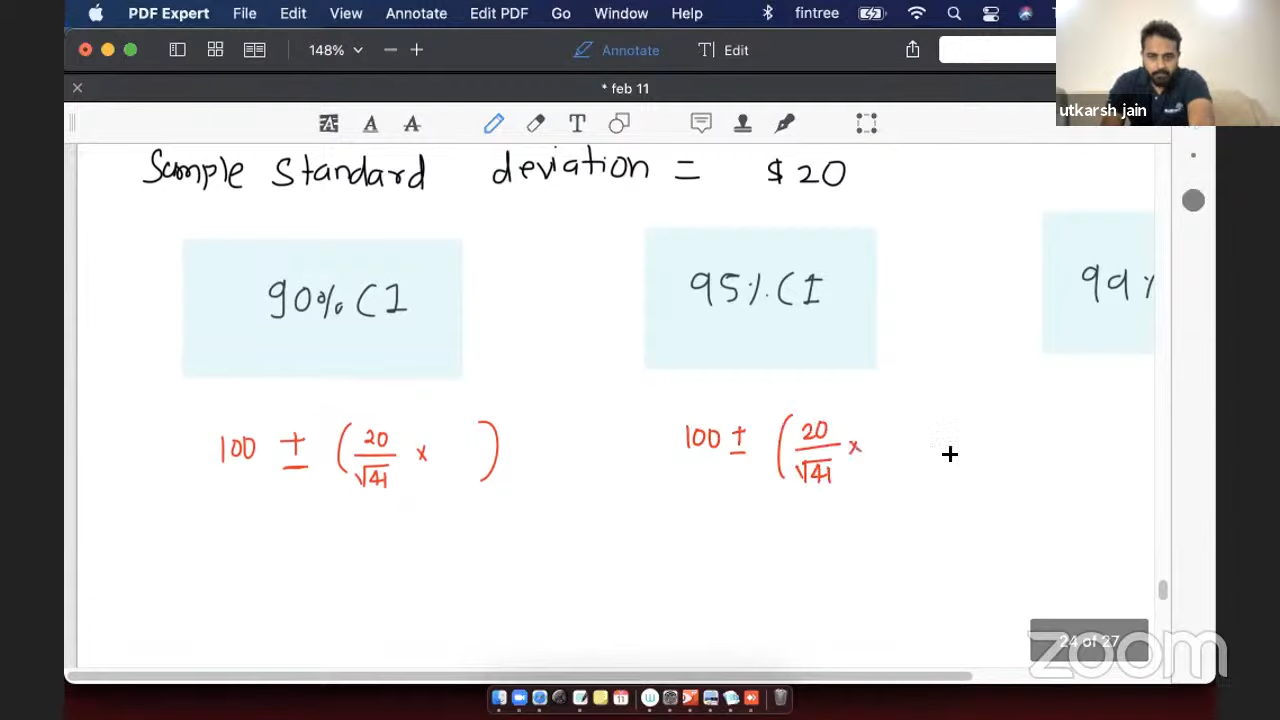 PDF Expert File Edit View Annotate Edit PDF Go Window Help fintree
148% Annotate T| Edit
utkarsh jain
* feb 11
Sample Standard deviation = $ 20
90% CI
95% CI
99%
100 ± ( 20/√41 × )
100 ± ( 20/√41 ×
24 of 27
zoom